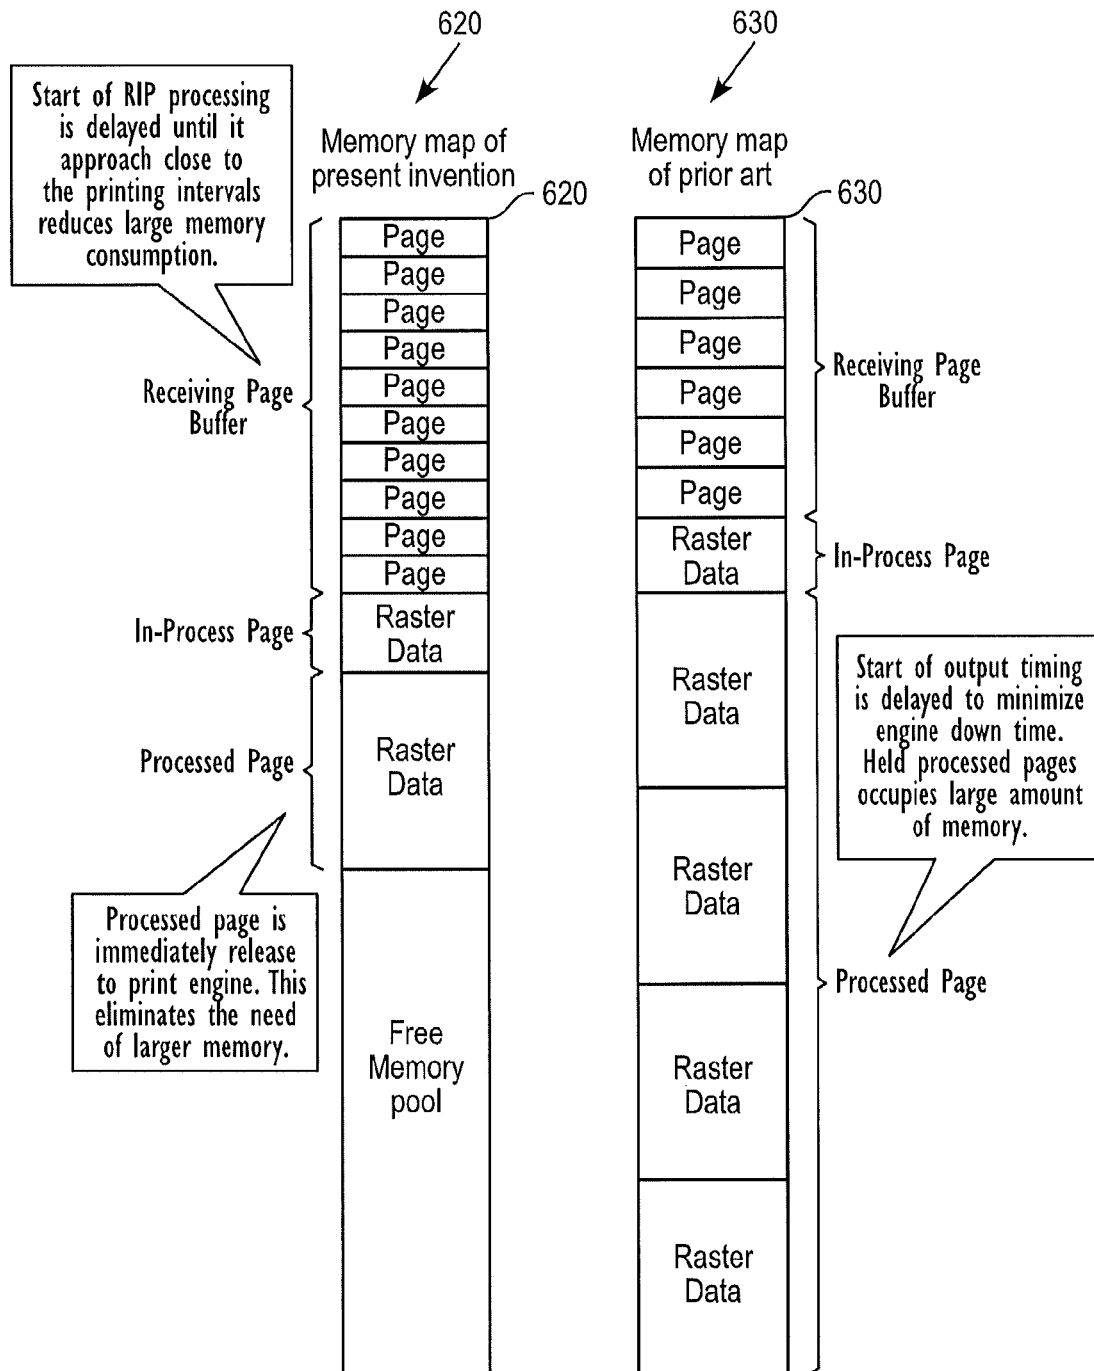 620
630
Start of RIP processing
is delayed until it
approach close to
the printing intervals
reduces large memory
consumption.
Memory map of
present invention
620
Memory map
of prior art
630
Page
Page
Page
Page
Page
Page
Page
Page
Page
Page
Raster
Data
Raster
Data
Free
Memory
pool
Receiving Page
Buffer
In-Process Page
Processed Page
Processed page is
immediately release
to print engine. This
eliminates the need
of larger memory.
Page
Page
Page
Page
Page
Page
Raster
Data
Raster
Data
Raster
Data
Raster
Data
Raster
Data
Receiving Page
Buffer
In-Process Page
Start of output timing
is delayed to minimize
engine down time.
Held processed pages
occupies large amount
of memory.
Processed Page